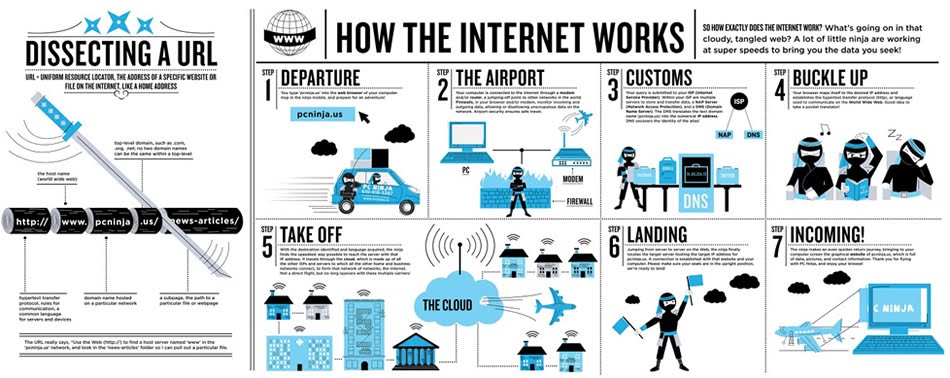 DISSECTING A URL
URL = UNIFORM RESOURCE LOCATOR, THE ADDRESS OF A SPECIFIC WEBSITE OR
FILE ON THE INTERNET, LIKE A HOME ADDRESS
top-level domain, such as .com,
.org, .net; no two domain names
can be the same within a top-level
the host name
(world wide web)
http://
www.
pcninja
.us/
news-articles/
hypertext transfer
protocol, rules for
communication, a
common language
for servers and devices
domain name hosted
on a particular network
a subpage, the path to a
particular file or webpage
The URL really says, "Use the Web (http://) to find a host server named 'www' in the
'pcninja.us' network, and look in the 'news-articles' folder so I can pull out a particular file.
WWW
HOW THE INTERNET WORKS
SO HOW EXACTLY DOES THE INTERNET WORK? What's going on in that
cloudy, tangled web? A lot of little ninja are working
at super speeds to bring you the data you seek!
STEP 1 DEPARTURE
You type 'pcninja.us' into the web browser of your computer,
map in the ninja mobile, and prepare for an adventure!
pcninja.us
PC NINJA
STEP 2 THE AIRPORT
Your computer is connected to the Internet through a modem
and/or router, a jumping-off point to other networks in the world.
Firewalls, in your browser and/or modem, monitor incoming and
outgoing data, allowing or disallowing unscrupulous data on the
network. Airport security ensures safe travel.
PC
MODEM
FIREWALL
STEP 3 CUSTOMS
Your query is submitted to your ISP (Internet
Service Provider). Within your ISP are multiple
servers to store and transfer data, a NAP Server
(Network Access Protection), and a DNS (Domain
Name Server). The DNS translates the text domain
name (pcninja.us) into the numerical IP address.
DNS uncovers the identity of the alias!
ISP
NAP
DNS
DNS
STEP 4 BUCKLE UP
Your browser maps itself to the desired IP address and
establishes the hypertext transfer protocol (http), or language
used to communicate on the World Wide Web. Good idea to
take a pocket translator!
Z Z
STEP 5 TAKE OFF
With the destination identified and language acquired, the ninja
finds the speediest way possible to reach the server with that
IP address. It travels through the cloud, which is made up of all
the other ISPs and servers to which all the other home and business
networks connect, to form this vast network of networks, the internet.
Not a direct flight, but de long layovers with these multiple carriers!
THE CLOUD
STEP 6 LANDING
Jumping from server to server on the Web, the ninja finally
locates the target server hosting the target IP address for
pcninja.us. A connection is established with that website and your
computer. Please make sure your seats are in the upright position,
we're ready to land!
STEP 7 INCOMING!
The ninja makes an even quicker return journey, bringing to your
computer screen the graphical website of pcninja.us, which is full
of data, pictures, and contact information. Thank you for flying
with PC Ninja, and enjoy your browse!
PC NINJA